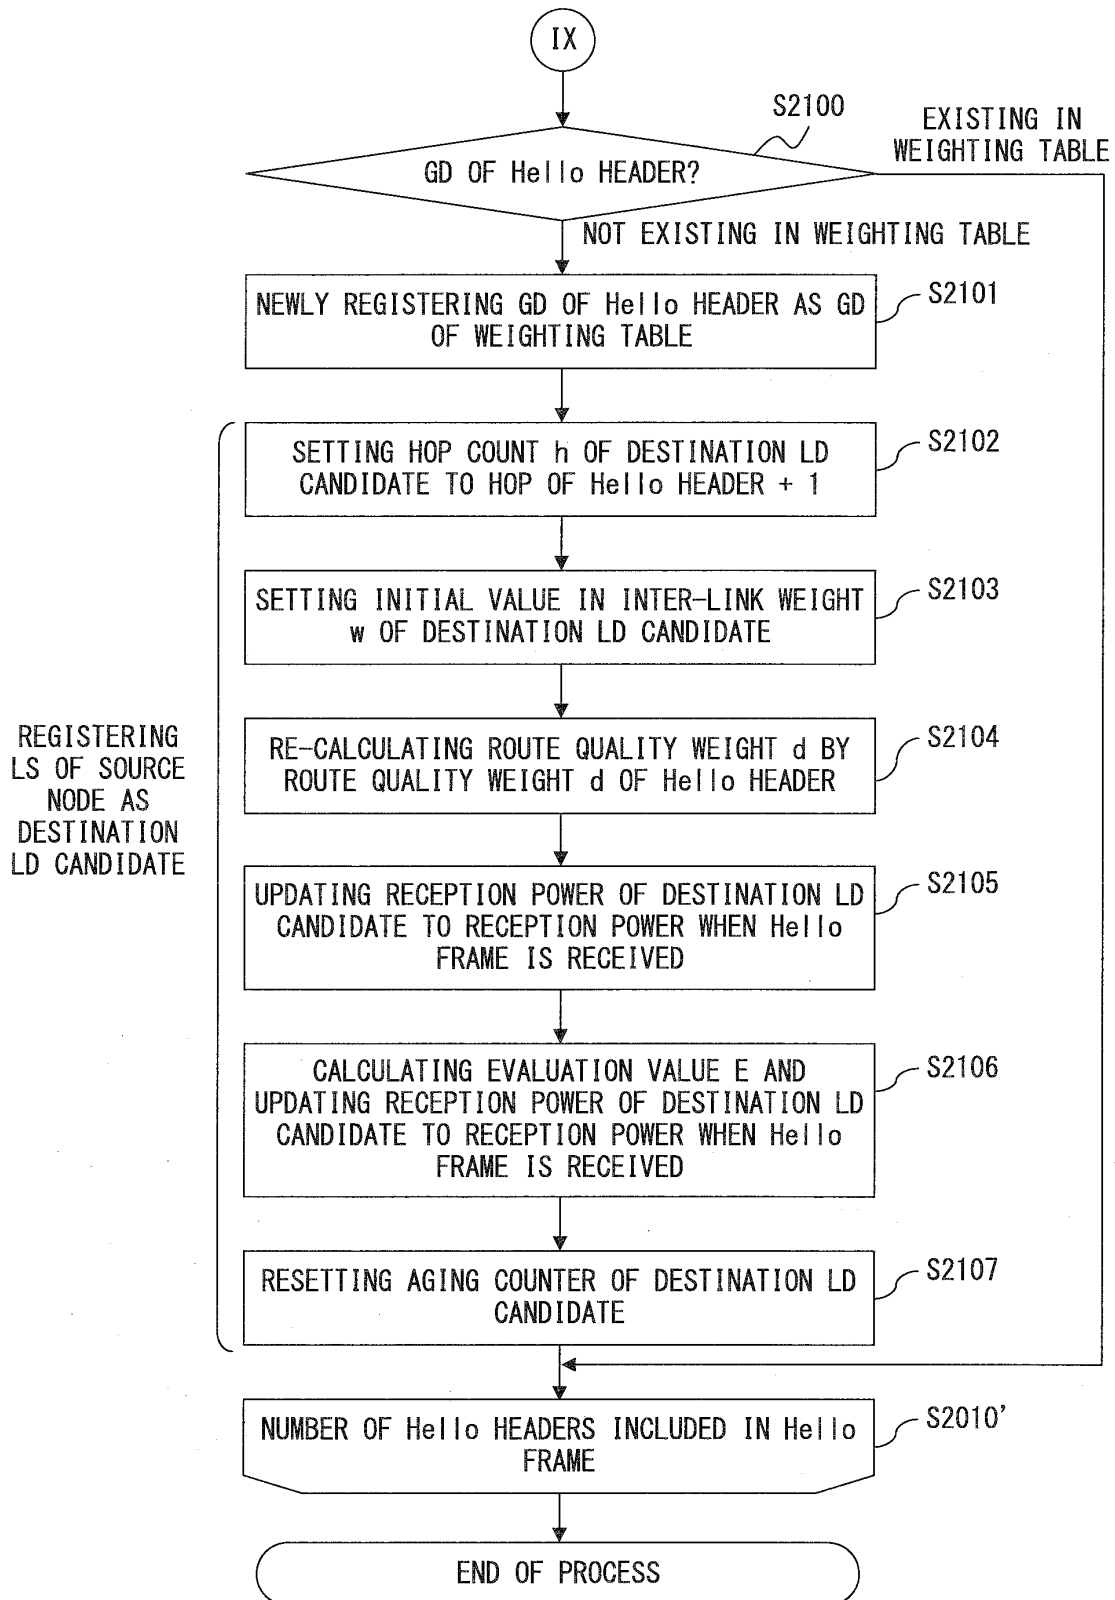 IX
S2100
EXISTING IN
WEIGHTING TABLE
GD OF Hello HEADER?
NOT EXISTING IN WEIGHTING TABLE
S2101
NEWLY REGISTERING GD OF Hello HEADER AS GD
OF WEIGHTING TABLE
S2102
SETTING HOP COUNT h OF DESTINATION LD
CANDIDATE TO HOP OF Hello HEADER + 1
S2103
SETTING INITIAL VALUE IN INTER-LINK WEIGHT
w OF DESTINATION LD CANDIDATE
REGISTERING
LS OF SOURCE
NODE AS
DESTINATION
LD CANDIDATE
S2104
RE-CALCULATING ROUTE QUALITY WEIGHT d BY
ROUTE QUALITY WEIGHT d OF Hello HEADER
S2105
UPDATING RECEPTION POWER OF DESTINATION LD
CANDIDATE TO RECEPTION POWER WHEN Hello
FRAME IS RECEIVED
S2106
CALCULATING EVALUATION VALUE E AND
UPDATING RECEPTION POWER OF DESTINATION LD
CANDIDATE TO RECEPTION POWER WHEN Hello
FRAME IS RECEIVED
S2107
RESETTING AGING COUNTER OF DESTINATION LD
CANDIDATE
S2010'
NUMBER OF Hello HEADERS INCLUDED IN Hello
FRAME
END OF PROCESS